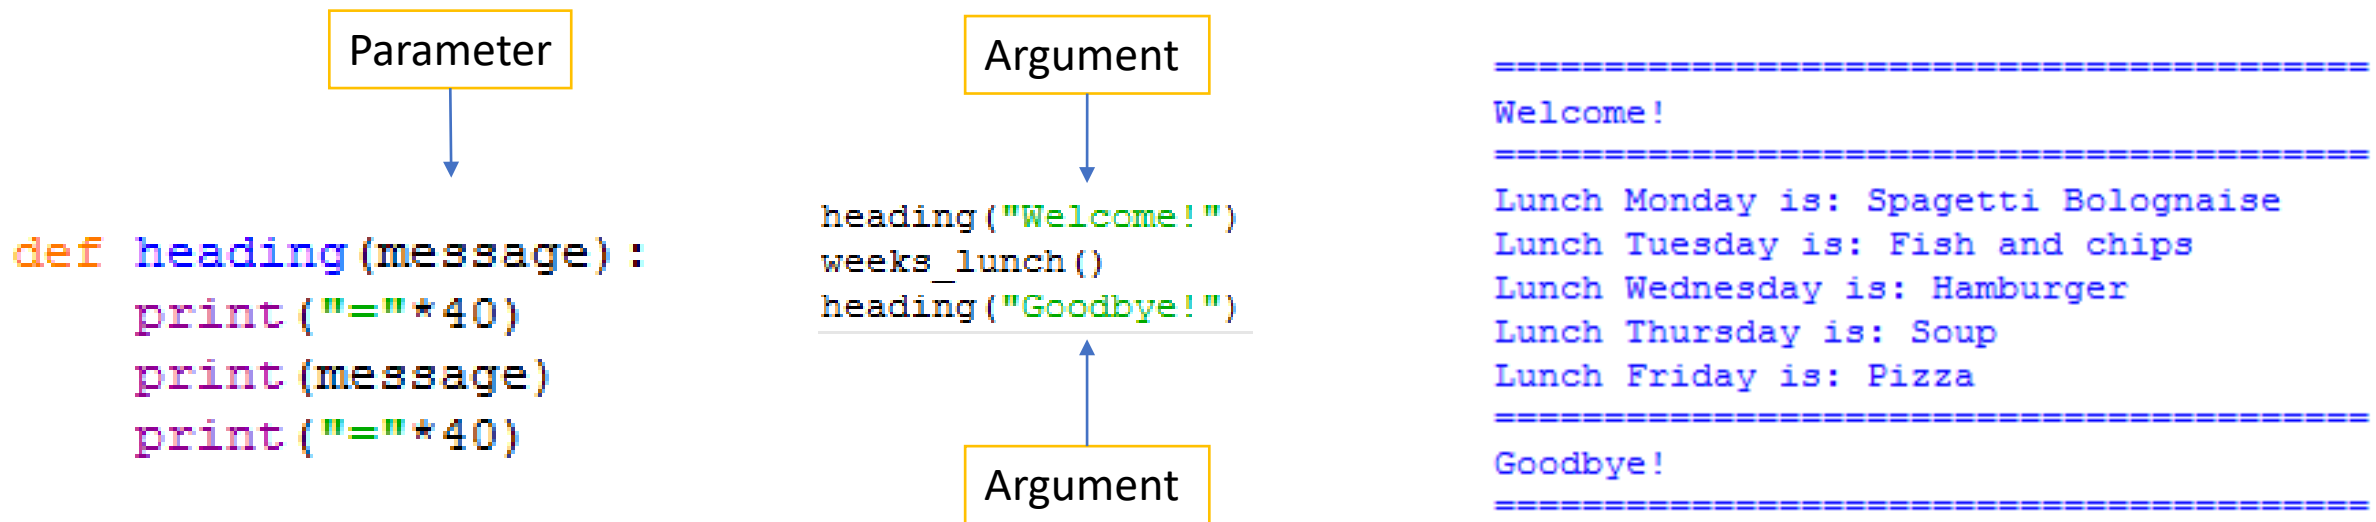 Parameter
def heading(message):
    print("="*40)
    print(message)
    print("="*40)
Argument
heading("Welcome!")
weeks_lunch()
heading("Goodbye!")
Argument
========================================
Welcome!
========================================
Lunch Monday is: Spagetti Bolognaise
Lunch Tuesday is: Fish and chips
Lunch Wednesday is: Hamburger
Lunch Thursday is: Soup
Lunch Friday is: Pizza
========================================
Goodbye!
========================================